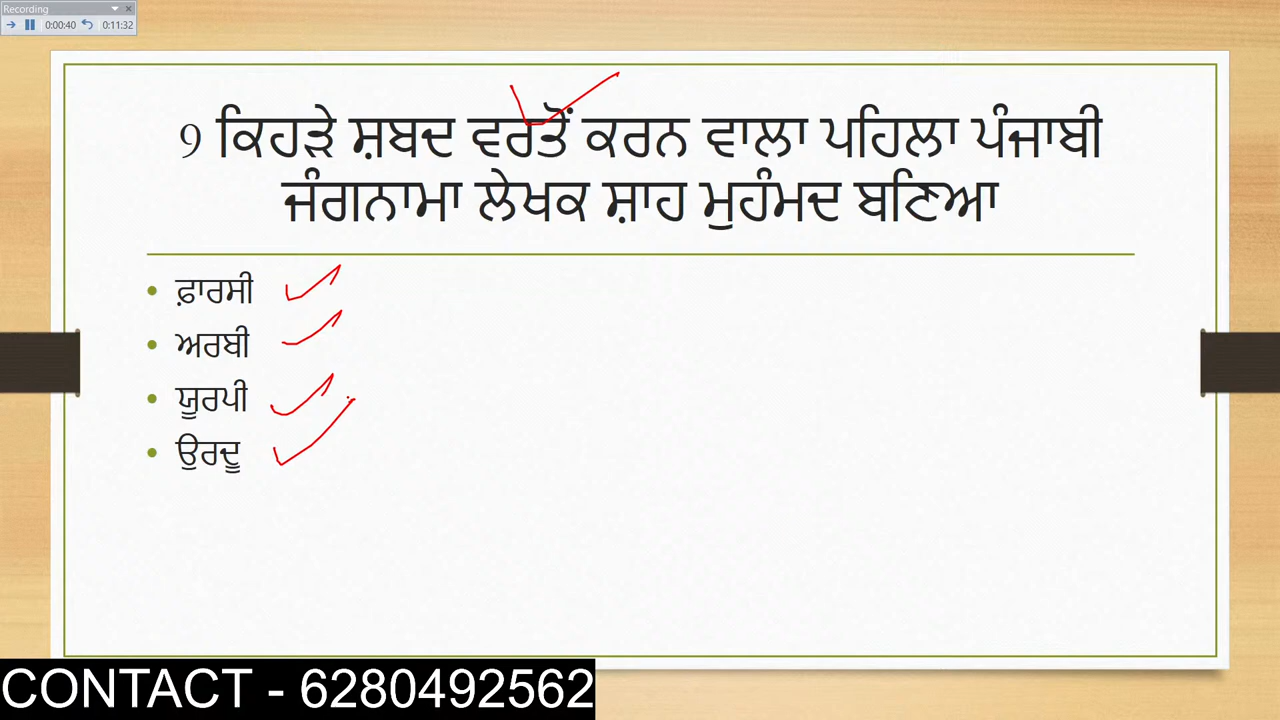 Recording
0:00:40 0:11:32
9 ਕਿਹੜੇ ਸ਼ਬਦ ਵਰਤੋਂ ਕਰਨ ਵਾਲਾ ਪਹਿਲਾ ਪੰਜਾਬੀ
ਜੰਗਨਾਮਾ ਲੇਖਕ ਸ਼ਾਹ ਮੁਹੰਮਦ ਬਣਿਆ
• ਫ਼ਾਰਸੀ
• ਅਰਬੀ
• ਯੂਰਪੀ
• ਉਰਦੂ
CONTACT - 6280492562